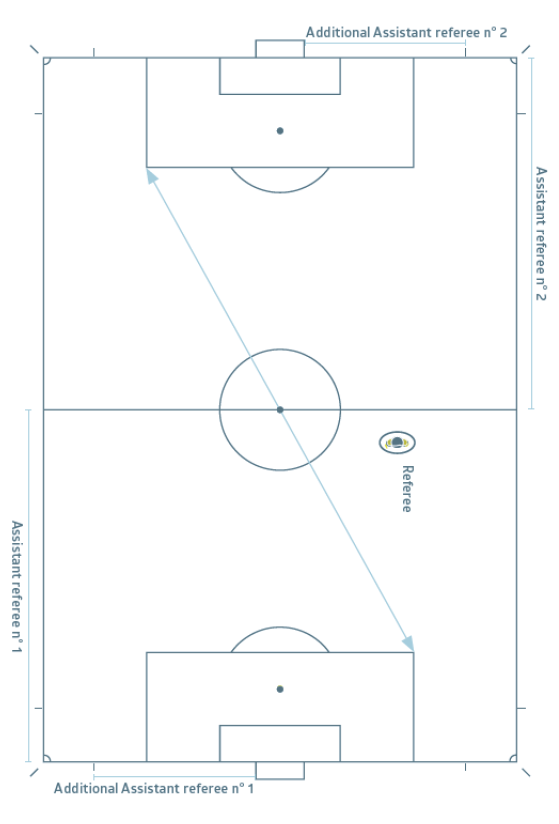 Additional Assistant referee n° 2
Assistant referee n° 2
Referee
Assistant referee n° 1
Additional Assistant referee n° 1